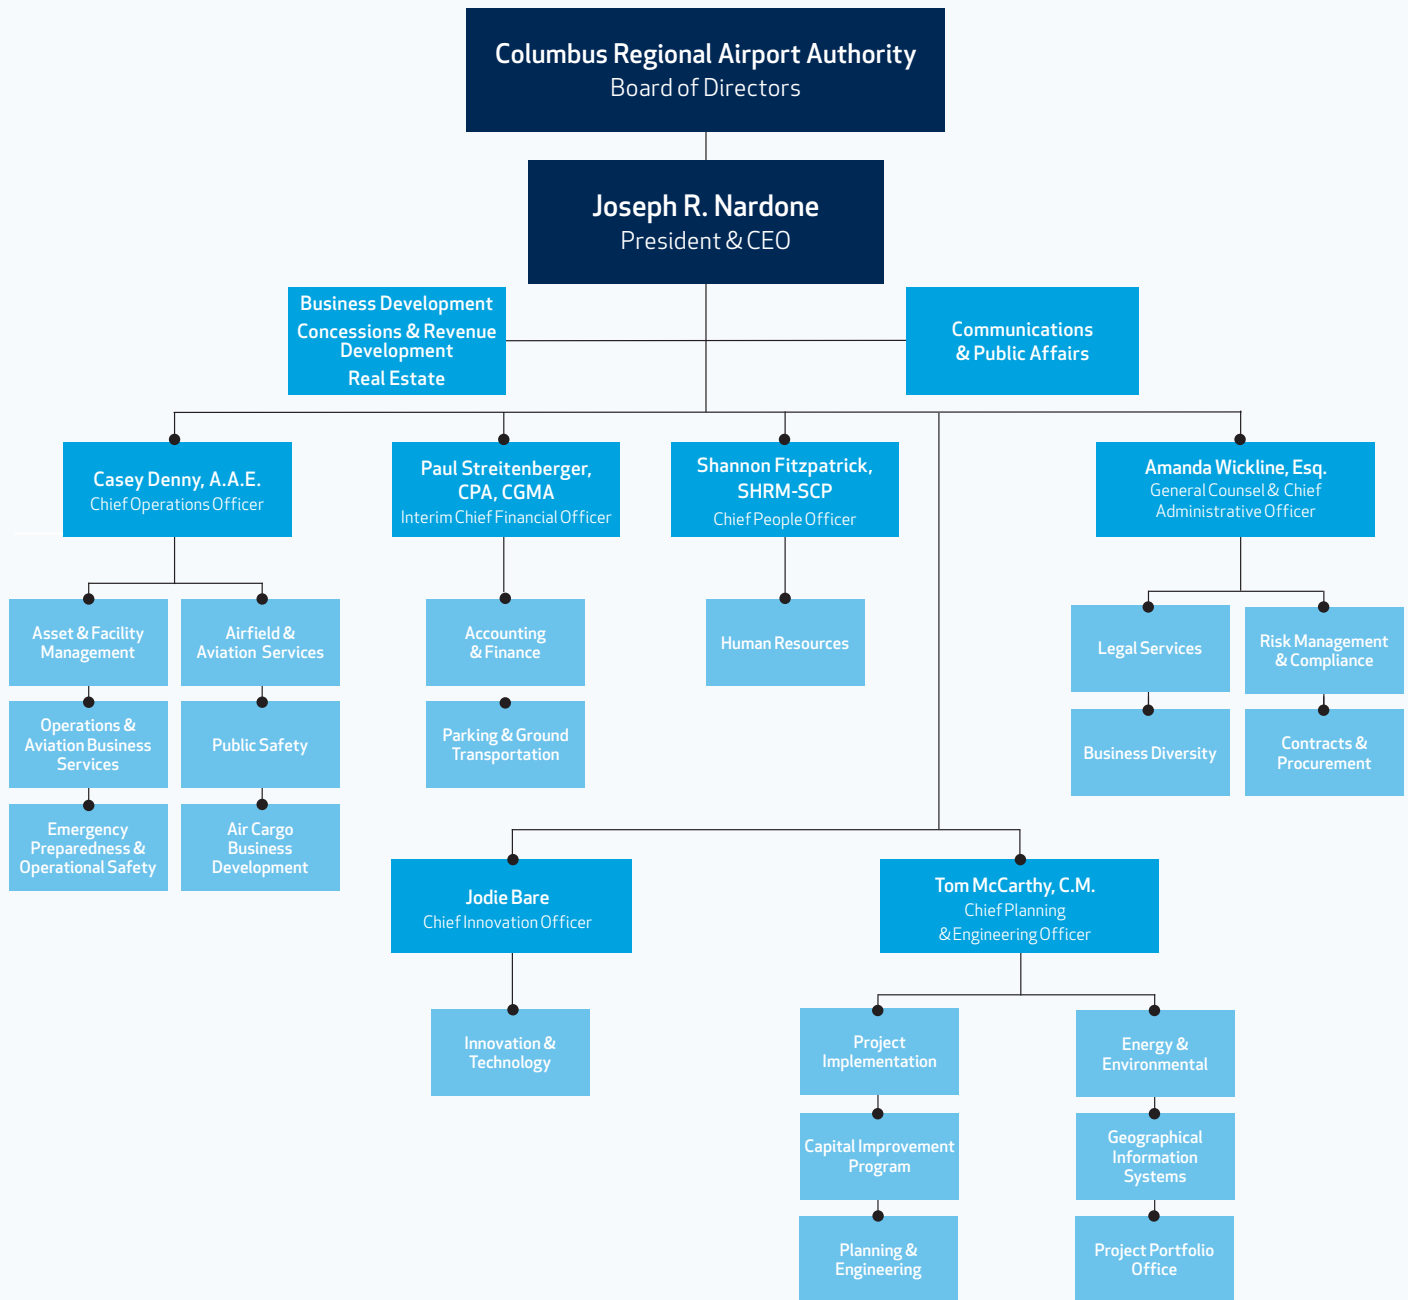 Columbus Regional Airport Authority
Board of Directors
Joseph R. Nardone
President & CEO
Business Development
Concessions & Revenue
Development
Real Estate
Communications
& Public Affairs
Casey Denny, A.A.E.
Chief Operations Officer
Paul Streitenberger,
CPA, CGMA
Interim Chief Financial Officer
Shannon Fitzpatrick,
SHRM-SCP
Chief People Officer
Amanda Wickline, Esq.
General Counsel & Chief
Administrative Officer
Asset & Facility
Management
Airfield &
Aviation Services
Accounting
& Finance
Human Resources
Legal Services
Risk Management
& Compliance
Operations &
Aviation Business
Services
Public Safety
Parking & Ground
Transportation
Business Diversity
Contracts &
Procurement
Emergency
Preparedness &
Operational Safety
Air Cargo
Business
Development
Jodie Bare
Chief Innovation Officer
Tom McCarthy, C.M.
Chief Planning
& Engineering Officer
Innovation &
Technology
Project
Implementation
Energy &
Environmental
Capital Improvement
Program
Geographical
Information
Systems
Planning &
Engineering
Project Portfolio
Office